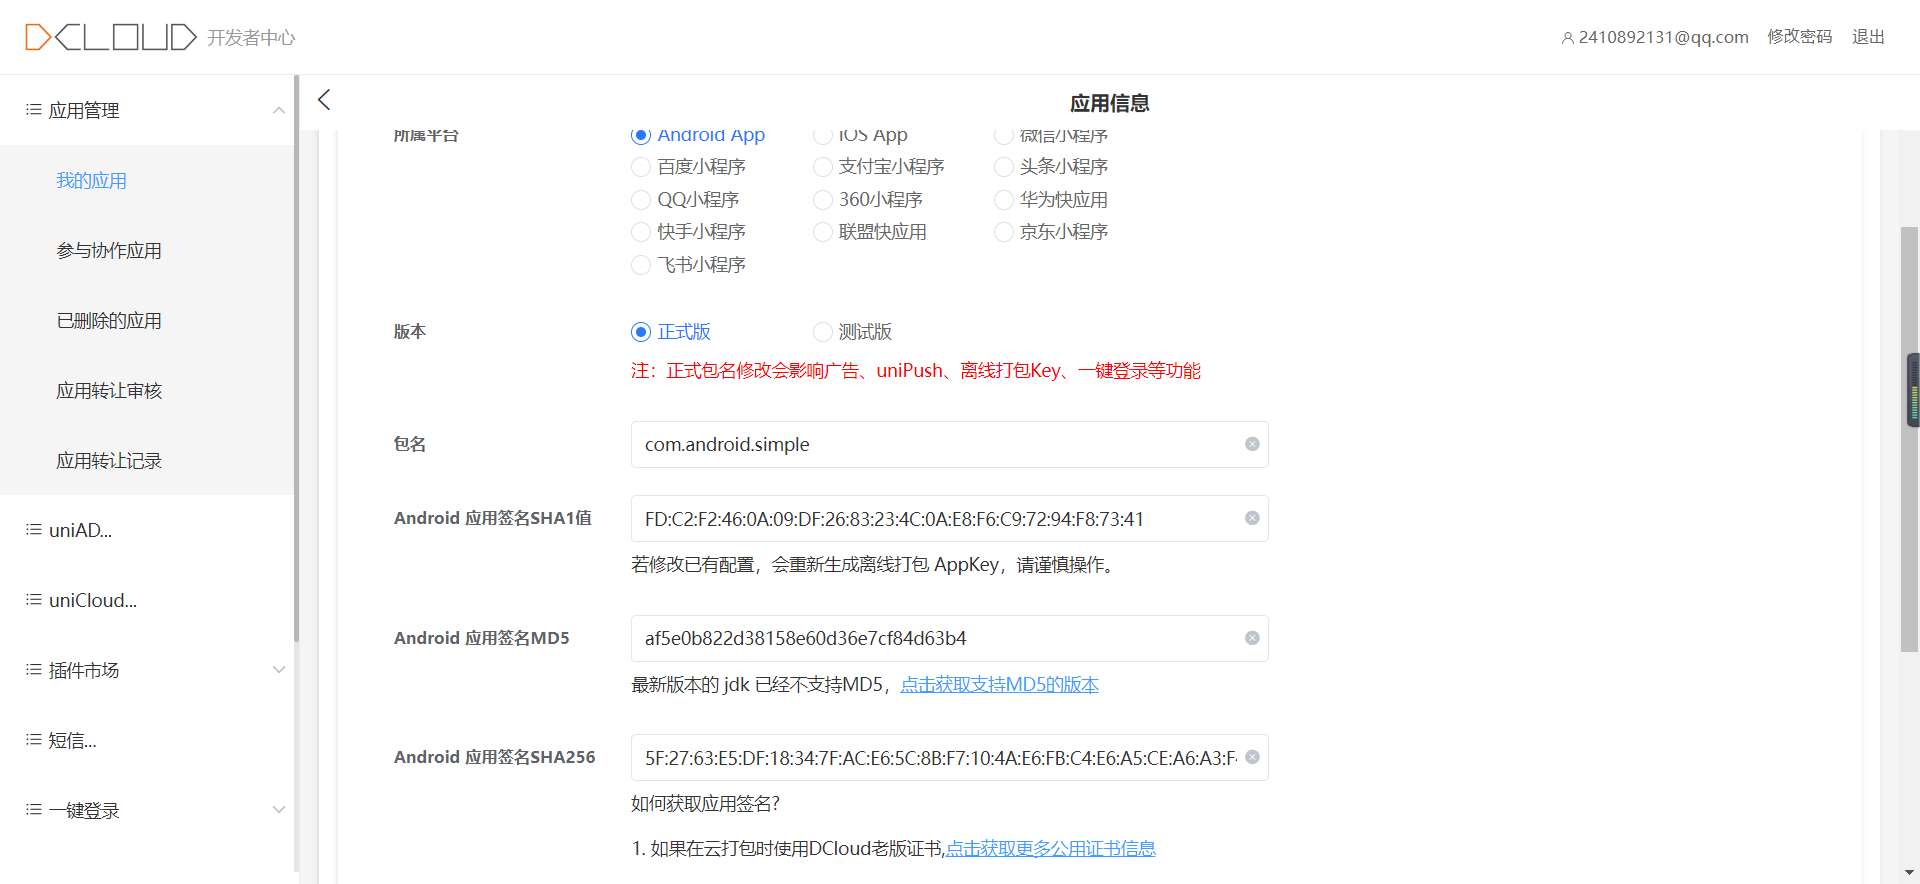 DCLOUD 开发者中心
2410892131@qq.com 修改密码 退出
应用管理
我的应用
参与协作应用
已删除的应用
应用转让审核
应用转让记录
uniAD...
uniCloud...
插件市场
短信...
一键登录
应用信息
所属平台
Android App iOS App 微信小程序
百度小程序 支付宝小程序 头条小程序
QQ小程序 360小程序 华为快应用
快手小程序 联盟快应用 京东小程序
飞书小程序
版本 正式版 测试版
注：正式包名修改会影响广告、uniPush、离线打包Key、一键登录等功能
包名 com.android.simple
Android 应用签名SHA1值 FD:C2:F2:46:0A:09:DF:26:83:23:4C:0A:E8:F6:C9:72:94:F8:73:41
若修改已有配置，会重新生成离线打包 AppKey，请谨慎操作。
Android 应用签名MD5 af5e0b822d38158e60d36e7cf84d63b4
最新版本的 jdk 已经不支持MD5，点击获取支持MD5的版本
Android 应用签名SHA256 5F:27:63:E5:DF:18:34:7F:AC:E6:5C:8B:F7:10:4A:E6:FB:C4:E6:A5:CE:A6:A3:F
如何获取应用签名?
1. 如果在云打包时使用DCloud老版证书,点击获取更多公用证书信息